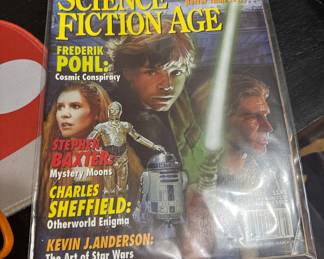 SCIENCE
FICTION AGE
FREDERIK
POHL:
Cosmic Conspiracy
STEPHEN
BAXTER:
Mystery Moons
CHARLES
SHEFFIELD:
Otherworld Enigma
KEVIN J. ANDERSON:
The Art of Star Wars